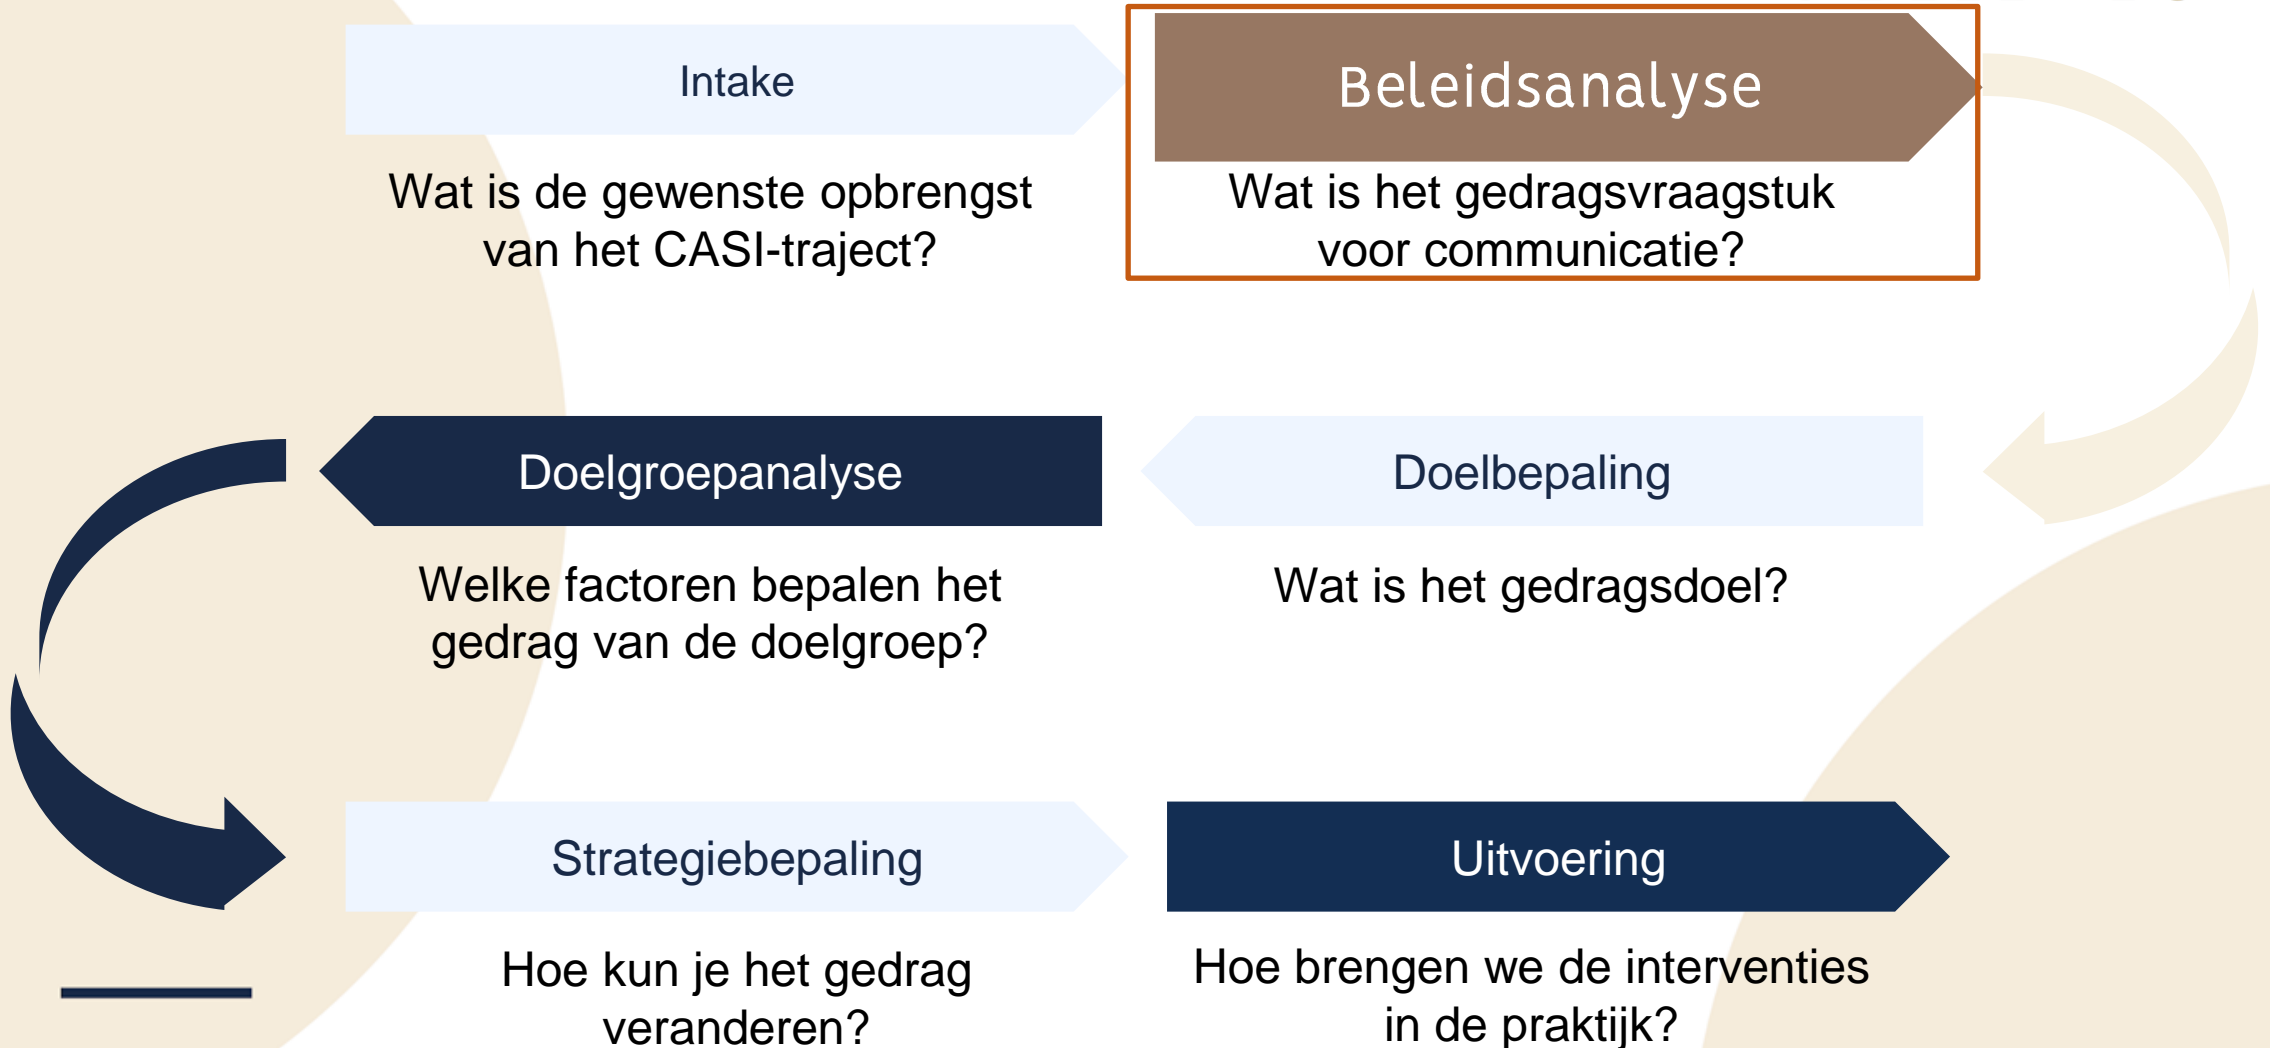 Intake
Wat is de gewenste opbrengst
van het CASI-traject?
Beleidsanalyse
Wat is het gedragsvraagstuk
voor communicatie?
Doelbepaling
Wat is het gedragsdoel?
Doelgroepanalyse
Welke factoren bepalen het
gedrag van de doelgroep?
Strategiebepaling
Hoe kun je het gedrag
veranderen?
Uitvoering
Hoe brengen we de interventies
in de praktijk?